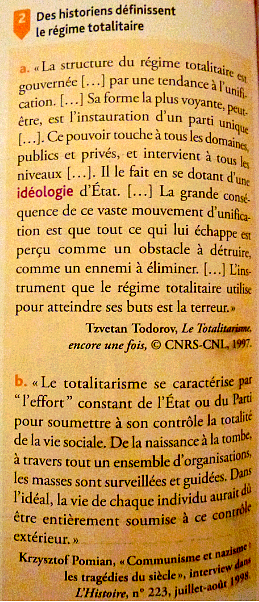 2 Des historiens définissent
le régime totalitaire
a. « La structure du régime totalitaire est
gouvernée [...] par une tendance à l'unifi-
cation. [...] Sa forme la plus voyante, peut-
être, est l'instauration d'un parti unique
[...]. Ce pouvoir touche à tous les domaines,
publics et privés, et intervient à tous les
niveaux [...]. Il le fait en se dotant d'une
idéologie d'État. [...] La grande consé-
quence de ce vaste mouvement d'unifica-
tion est que tout ce qui lui échappe est
perçu comme un obstacle à détruire,
comme un ennemi à éliminer. [...] L'ins-
trument que le régime totalitaire utilise
pour atteindre ses buts est la terreur. »
Tzvetan Todorov, Le Totalitarisme,
encore une fois, © CNRS-CNL, 1997.
b. « Le totalitarisme se caractérise par
“l'effort” constant de l'État ou du Parti
pour soumettre à son contrôle la totalité
de la vie sociale. De la naissance à la tombe,
à travers tout un ensemble d'organisations,
les masses sont surveillées et guidées. Dans
l'idéal, la vie de chaque individu aurait dû
être entièrement soumise à ce contrôle
extérieur. »
Krzysztof Pomian, « Communisme et nazisme :
les tragédies du siècle », interview dans
L'Histoire, n° 223, juillet-août 1998.